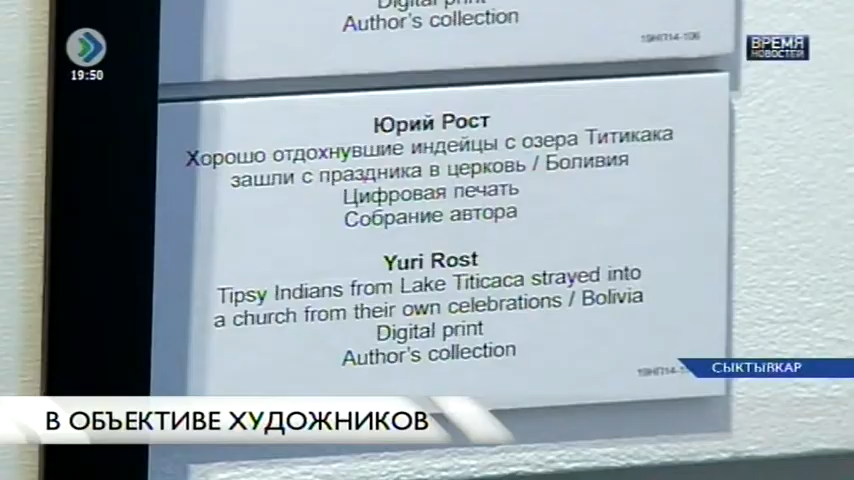 Digital print
Author's collection
19НП14-106
19:50
ВРЕМЯ
НОВОСТЕЙ
Юрий Рост
Хорошо отдохнувшие индейцы с озера Титикака
зашли с праздника в церковь / Боливия
Цифровая печать
Собрание автора
Yuri Rost
Tipsy Indians from Lake Titicaca strayed into
a church from their own celebrations / Bolivia
Digital print
Author's collection
СЫКТЫВКАР
В ОБЪЕКТИВЕ ХУДОЖНИКОВ